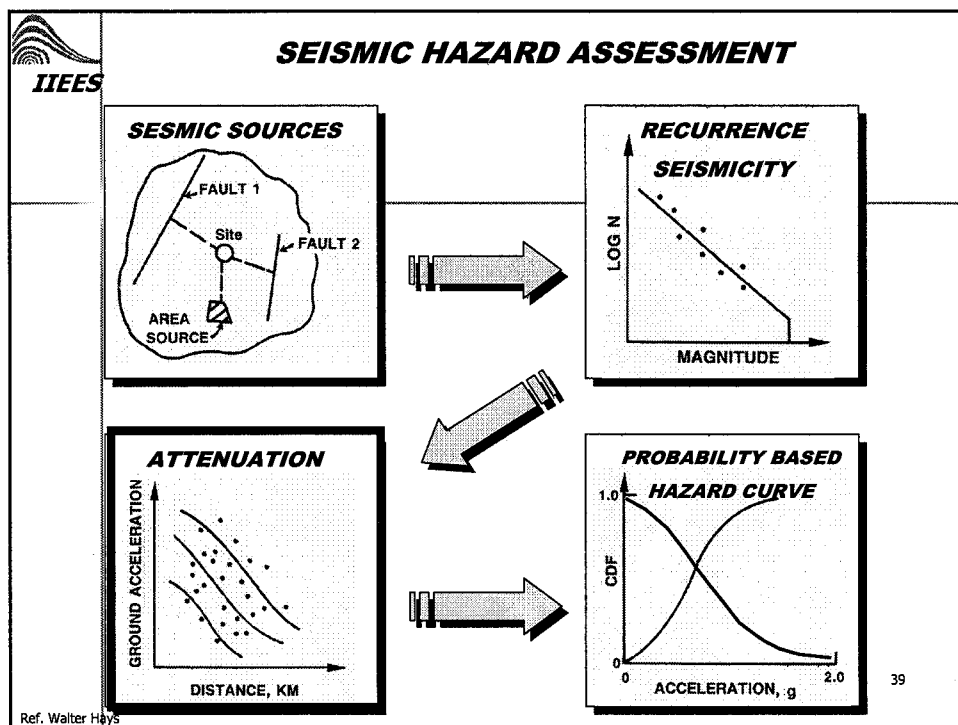 IIEES
SEISMIC HAZARD ASSESSMENT
SESMIC SOURCES
FAULT 1
Site
FAULT 2
AREA
SOURCE
RECURRENCE
SEISMICITY
LOG N
MAGNITUDE
ATTENUATION
GROUND ACCELERATION
DISTANCE, KM
PROBABILITY BASED
HAZARD CURVE
1.0
CDF
0
0
2.0
ACCELERATION, g
39
Ref. Walter Hays